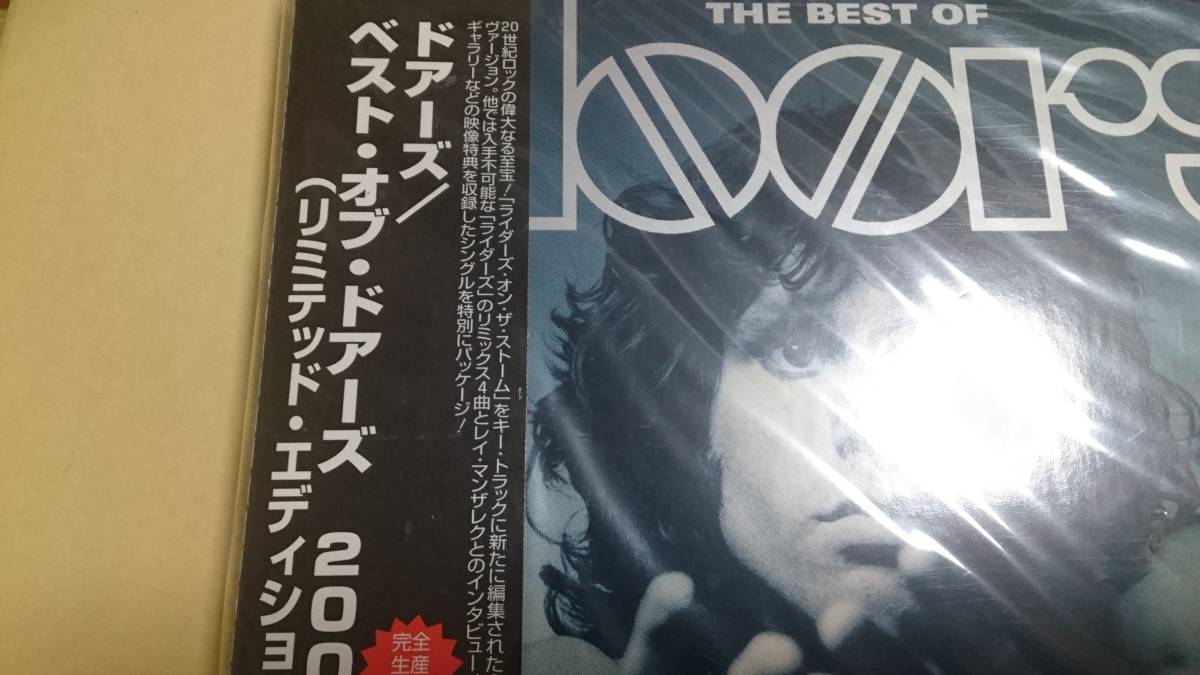 ドアーズ/
ベスト・オブ・ドアーズ 200
(リミテッド・エディショ
20世紀ロックの偉大なる至宝!「ライダーズ・オン・ザ・ストーム」をキー・トラックに新たに編集された
ヴァージョン。他では入手不可能な「ライダーズ」のリミックス4曲とレイ・マンザレクとのインタビュー
ギャラリーなどの映像特典を収録したシングルを特別にパッケージ!
完全
生産
THE BEST OF
DOORS